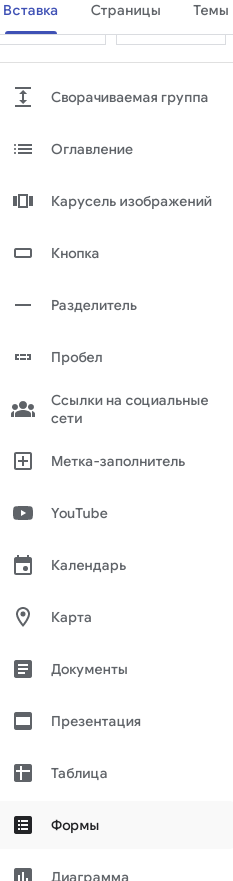 Вставка Страницы Темы
Сворачиваемая группа
Оглавление
Карусель изображений
Кнопка
Разделитель
Пробел
Ссылки на социальные
сети
Метка-заполнитель
YouTube
Календарь
Карта
Документы
Презентация
Таблица
Формы
Диаграмма